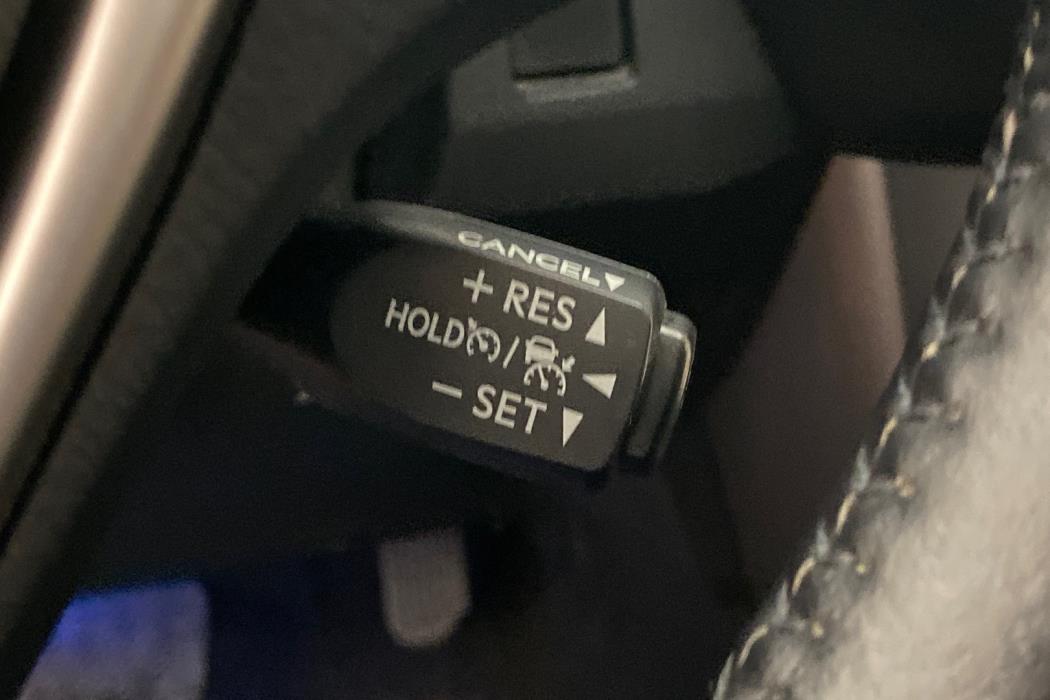 CANCEL▼
+ RES ▲
HOLD / ◀
− SET ▼